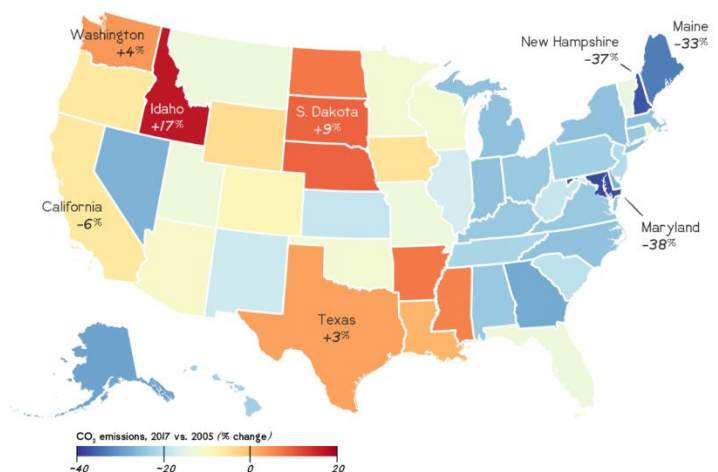 Washington
+4%
Idaho
+17%
S. Dakota
+9%
New Hampshire
-37%
Maine
-33%
California
-6%
Maryland
-38%
Texas
+3%
CO₂ emissions, 2017 vs. 2005 (% change)
-40 -20 0 20